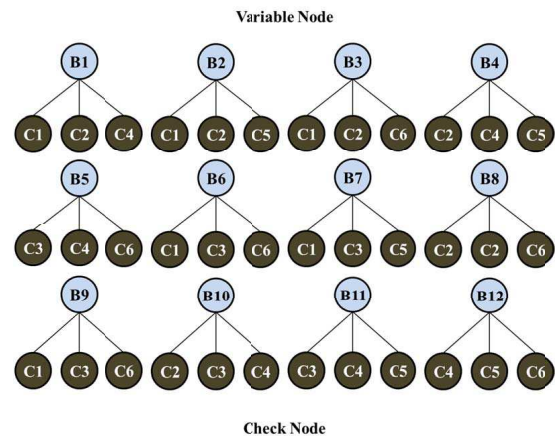 Variable Node
B1 B2 B3 B4
C1 C2 C4 C1 C2 C5 C1 C2 C6 C2 C4 C5
B5 B6 B7 B8
C3 C4 C6 C1 C3 C6 C1 C3 C5 C2 C2 C6
B9 B10 B11 B12
C1 C3 C6 C2 C3 C4 C3 C4 C5 C4 C5 C6
Check Node